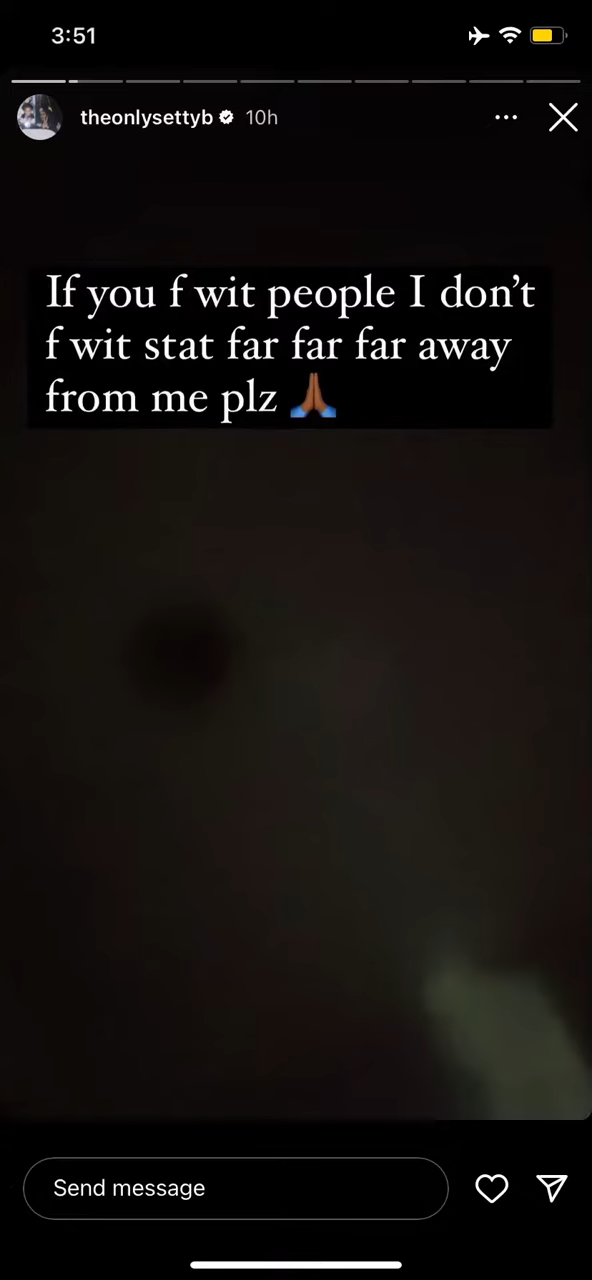 3:51
theonlysettyb 10h
If you f wit people I don’t
f wit stat far far far away
from me plz 🙏🏾
Send message